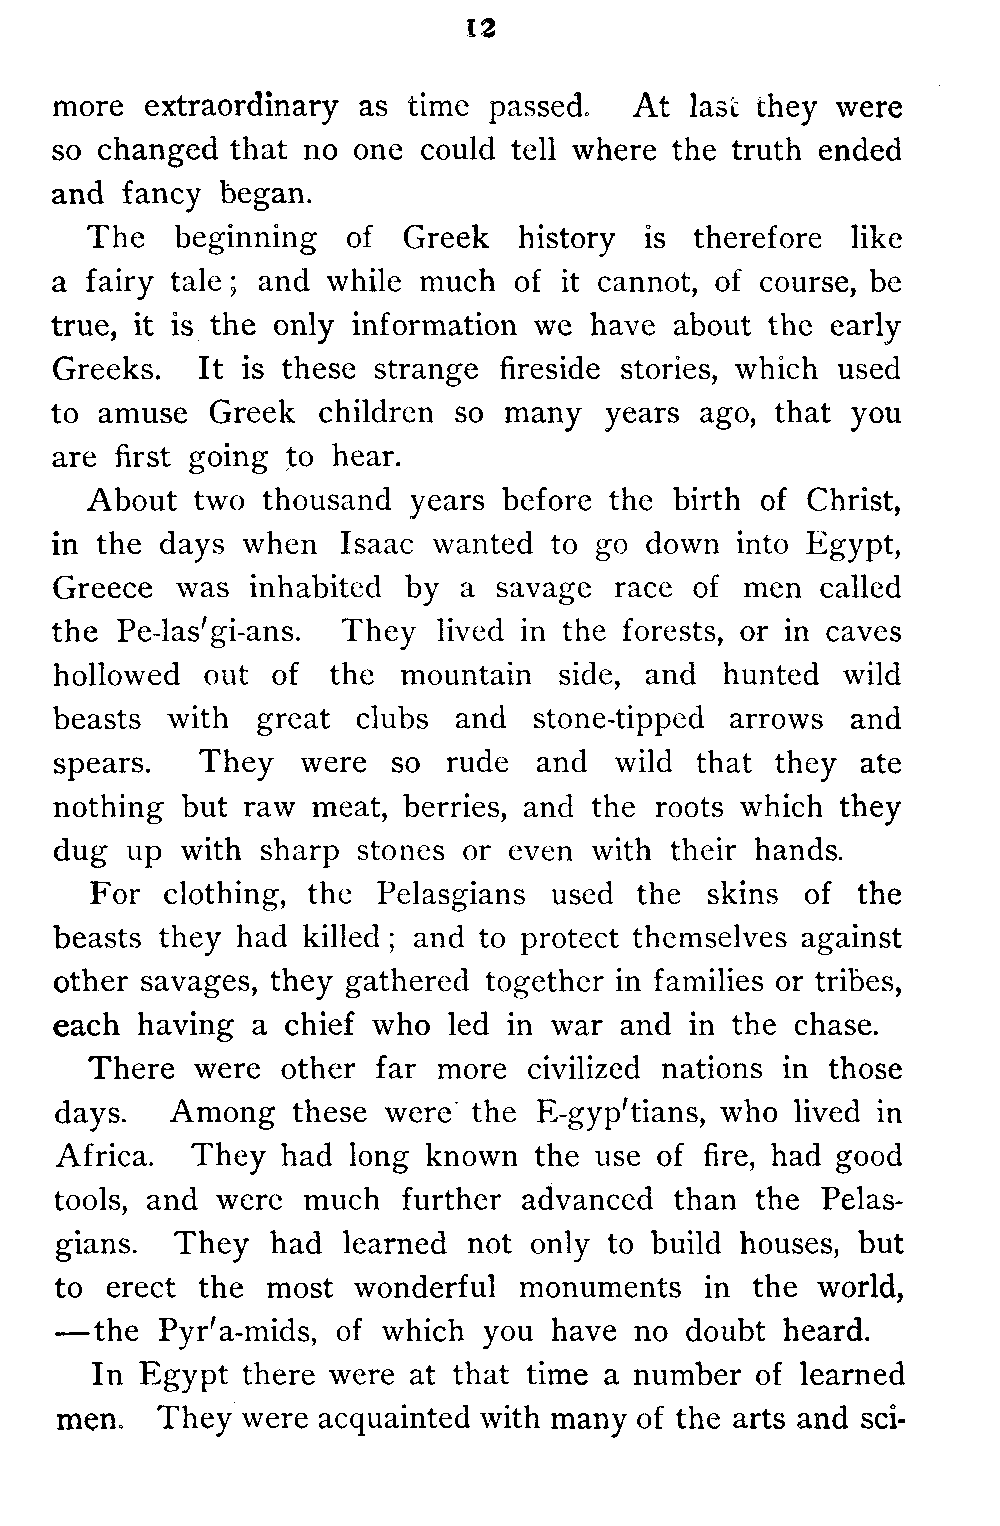 12
more extraordinary as time passed. At last they were
so changed that no one could tell where the truth ended
and fancy began.
The beginning of Greek history is therefore like
a fairy tale; and while much of it cannot, of course, be
true, it is the only information we have about the early
Greeks. It is these strange fireside stories, which used
to amuse Greek children so many years ago, that you
are first going to hear.
About two thousand years before the birth of Christ,
in the days when Isaac wanted to go down into Egypt,
Greece was inhabited by a savage race of men called
the Pe-las′gi-ans. They lived in the forests, or in caves
hollowed out of the mountain side, and hunted wild
beasts with great clubs and stone-tipped arrows and
spears. They were so rude and wild that they ate
nothing but raw meat, berries, and the roots which they
dug up with sharp stones or even with their hands.
For clothing, the Pelasgians used the skins of the
beasts they had killed; and to protect themselves against
other savages, they gathered together in families or tribes,
each having a chief who led in war and in the chase.
There were other far more civilized nations in those
days. Among these were the E-gyp′tians, who lived in
Africa. They had long known the use of fire, had good
tools, and were much further advanced than the Pelas-
gians. They had learned not only to build houses, but
to erect the most wonderful monuments in the world,
—the Pyr′a-mids, of which you have no doubt heard.
In Egypt there were at that time a number of learned
men. They were acquainted with many of the arts and sci-